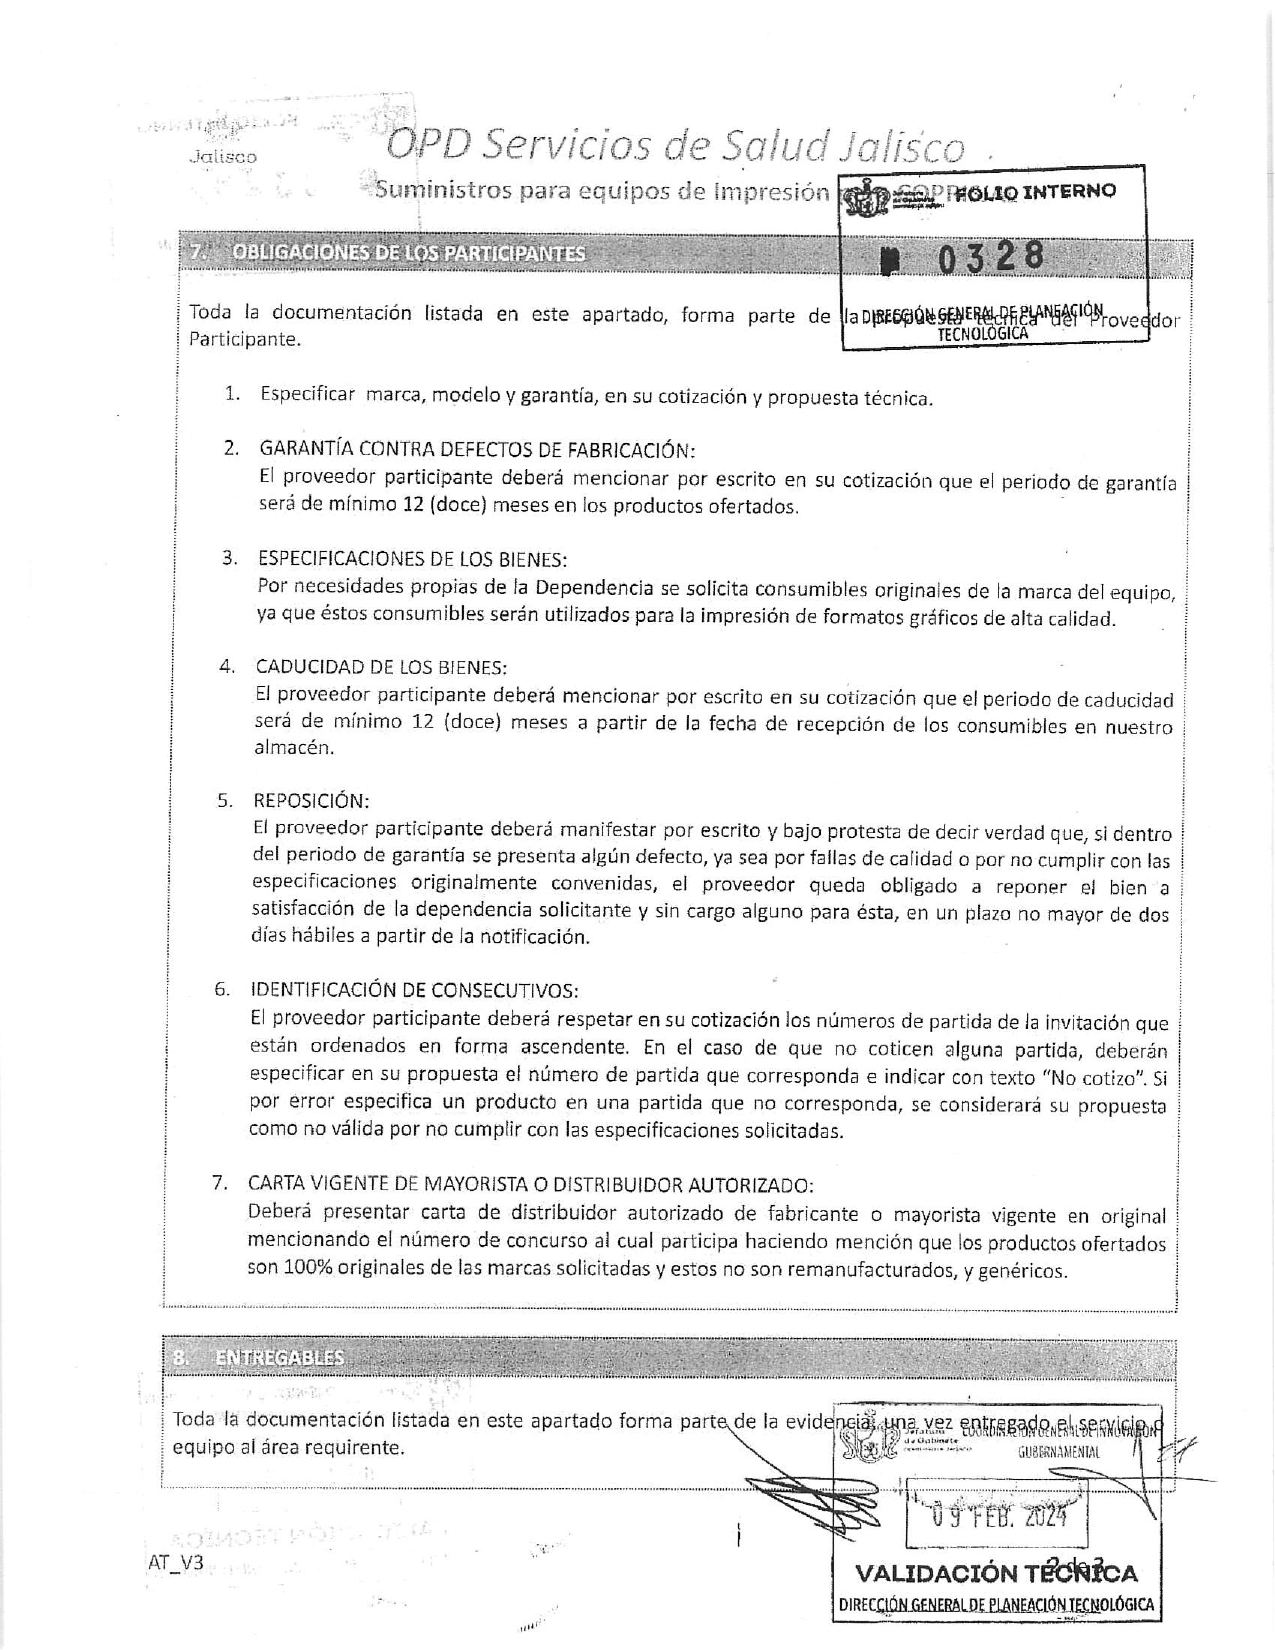 Jalisco
OPD Servicios de Salud Jalisco
Suministros para equipos de impresión
FOLIO INTERNO
0328
DIRECCIÓN GENERAL DE PLANEACIÓN
TECNOLÓGICA
7. OBLIGACIONES DE LOS PARTICIPANTES
Toda la documentación listada en este apartado, forma parte de la propuesta técnica del Proveedor
Participante.
1. Especificar marca, modelo y garantía, en su cotización y propuesta técnica.
2. GARANTÍA CONTRA DEFECTOS DE FABRICACIÓN:
El proveedor participante deberá mencionar por escrito en su cotización que el periodo de garantía
será de mínimo 12 (doce) meses en los productos ofertados.
3. ESPECIFICACIONES DE LOS BIENES:
Por necesidades propias de la Dependencia se solicita consumibles originales de la marca del equipo,
ya que éstos consumibles serán utilizados para la impresión de formatos gráficos de alta calidad.
4. CADUCIDAD DE LOS BIENES:
El proveedor participante deberá mencionar por escrito en su cotización que el periodo de caducidad
será de mínimo 12 (doce) meses a partir de la fecha de recepción de los consumibles en nuestro
almacén.
5. REPOSICIÓN:
El proveedor participante deberá manifestar por escrito y bajo protesta de decir verdad que, si dentro
del periodo de garantía se presenta algún defecto, ya sea por fallas de calidad o por no cumplir con las
especificaciones originalmente convenidas, el proveedor queda obligado a reponer el bien a
satisfacción de la dependencia solicitante y sin cargo alguno para ésta, en un plazo no mayor de dos
días hábiles a partir de la notificación.
6. IDENTIFICACIÓN DE CONSECUTIVOS:
El proveedor participante deberá respetar en su cotización los números de partida de la invitación que
están ordenados en forma ascendente. En el caso de que no coticen alguna partida, deberán
especificar en su propuesta el número de partida que corresponda e indicar con texto "No cotizo". Si
por error especifica un producto en una partida que no corresponda, se considerará su propuesta
como no válida por no cumplir con las especificaciones solicitadas.
7. CARTA VIGENTE DE MAYORISTA O DISTRIBUIDOR AUTORIZADO:
Deberá presentar carta de distribuidor autorizado de fabricante o mayorista vigente en original
mencionando el número de concurso al cual participa haciendo mención que los productos ofertados
son 100% originales de las marcas solicitadas y estos no son remanufacturados, y genéricos.
8. ENTREGABLES
Toda la documentación listada en este apartado forma parte de la evidencia, una vez entregado el servicio o
equipo al área requirente.
COORDINACIÓN GENERAL DE INNOVACIÓN
GUBERNAMENTAL
09 FEB. 2024
AT_V3
2 de 3
VALIDACIÓN TÉCNICA
DIRECCIÓN GENERAL DE PLANEACIÓN TECNOLÓGICA